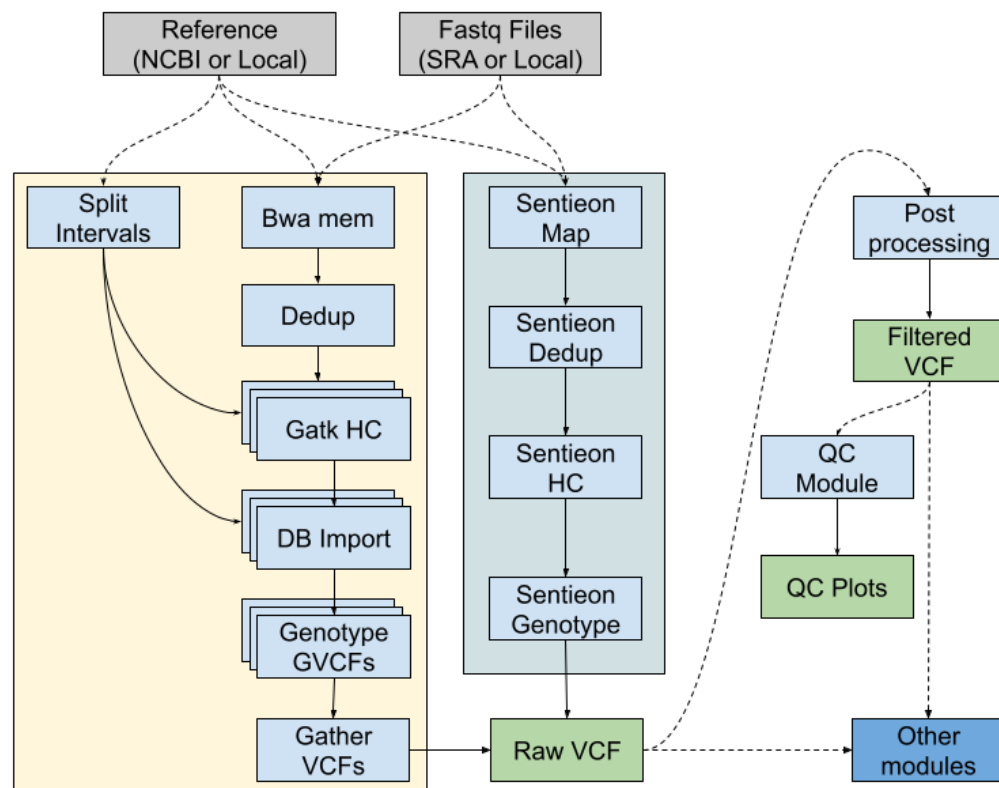 Reference
(NCBI or Local)
Fastq Files
(SRA or Local)
Split
Intervals
Bwa mem
Dedup
Gatk HC
DB Import
Genotype
GVCFs
Gather
VCFs
Sentieon
Map
Sentieon
Dedup
Sentieon
HC
Sentieon
Genotype
Raw VCF
Post
processing
Filtered
VCF
QC
Module
QC Plots
Other
modules